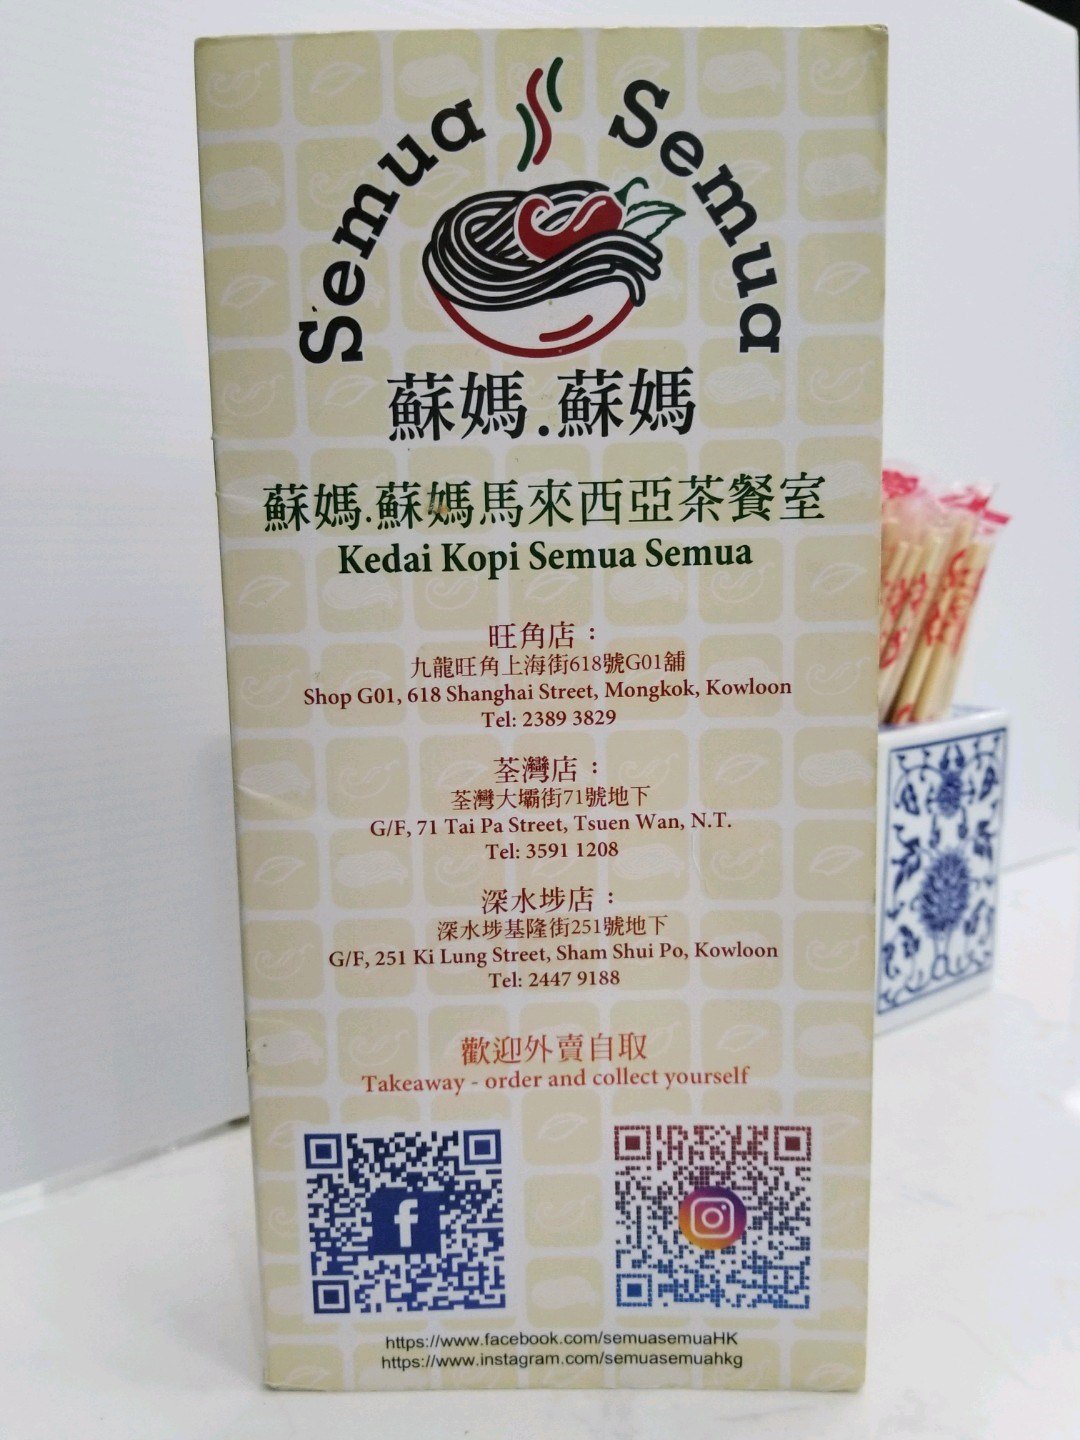 Semua Semua
蘇媽.蘇媽
蘇媽.蘇媽馬來西亞茶餐室
Kedai Kopi Semua Semua
旺角店：
九龍旺角上海街618號G01舖
Shop G01, 618 Shanghai Street, Mongkok, Kowloon
Tel: 2389 3829
荃灣店：
荃灣大壩街71號地下
G/F, 71 Tai Pa Street, Tsuen Wan, N.T.
Tel: 3591 1208
深水埗店：
深水埗基隆街251號地下
G/F, 251 Ki Lung Street, Sham Shui Po, Kowloon
Tel: 2447 9188
歡迎外賣自取
Takeaway - order and collect yourself
f
https://www.facebook.com/semuasemuaHK
https://www.instagram.com/semuasemuahkg